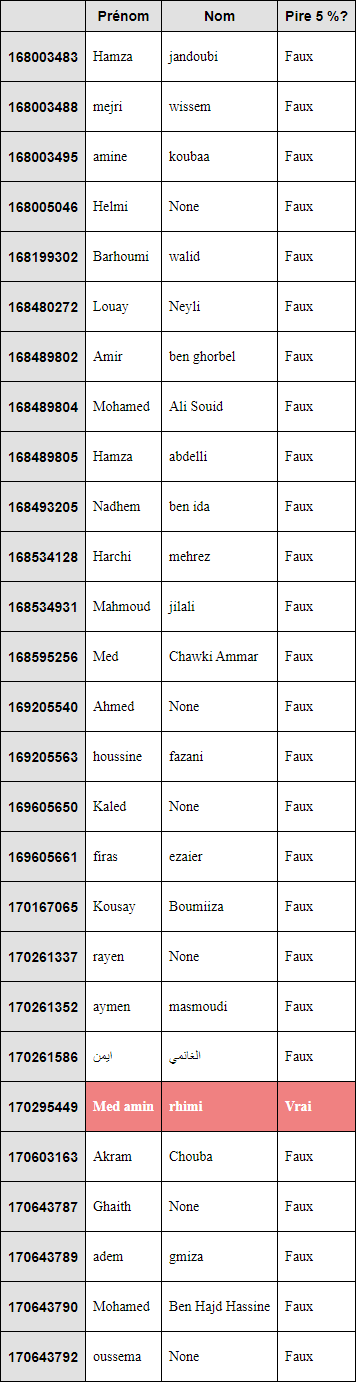 Prénom Nom Pire 5 %?
168003483 Hamza jandoubi Faux
168003488 mejri wissem Faux
168003495 amine koubaa Faux
168005046 Helmi None Faux
168199302 Barhoumi walid Faux
168480272 Louay Neyli Faux
168489802 Amir ben ghorbel Faux
168489804 Mohamed Ali Souid Faux
168489805 Hamza abdelli Faux
168493205 Nadhem ben ida Faux
168534128 Harchi mehrez Faux
168534931 Mahmoud jilali Faux
168595256 Med Chawki Ammar Faux
169205540 Ahmed None Faux
169205563 houssine fazani Faux
169605650 Kaled None Faux
169605661 firas ezaier Faux
170167065 Kousay Boumiiza Faux
170261337 rayen None Faux
170261352 aymen masmoudi Faux
170261586 ايمن الغانمي Faux
170295449 Med amin rhimi Vrai
170603163 Akram Chouba Faux
170643787 Ghaith None Faux
170643789 adem gmiza Faux
170643790 Mohamed Ben Hajd Hassine Faux
170643792 oussema None Faux